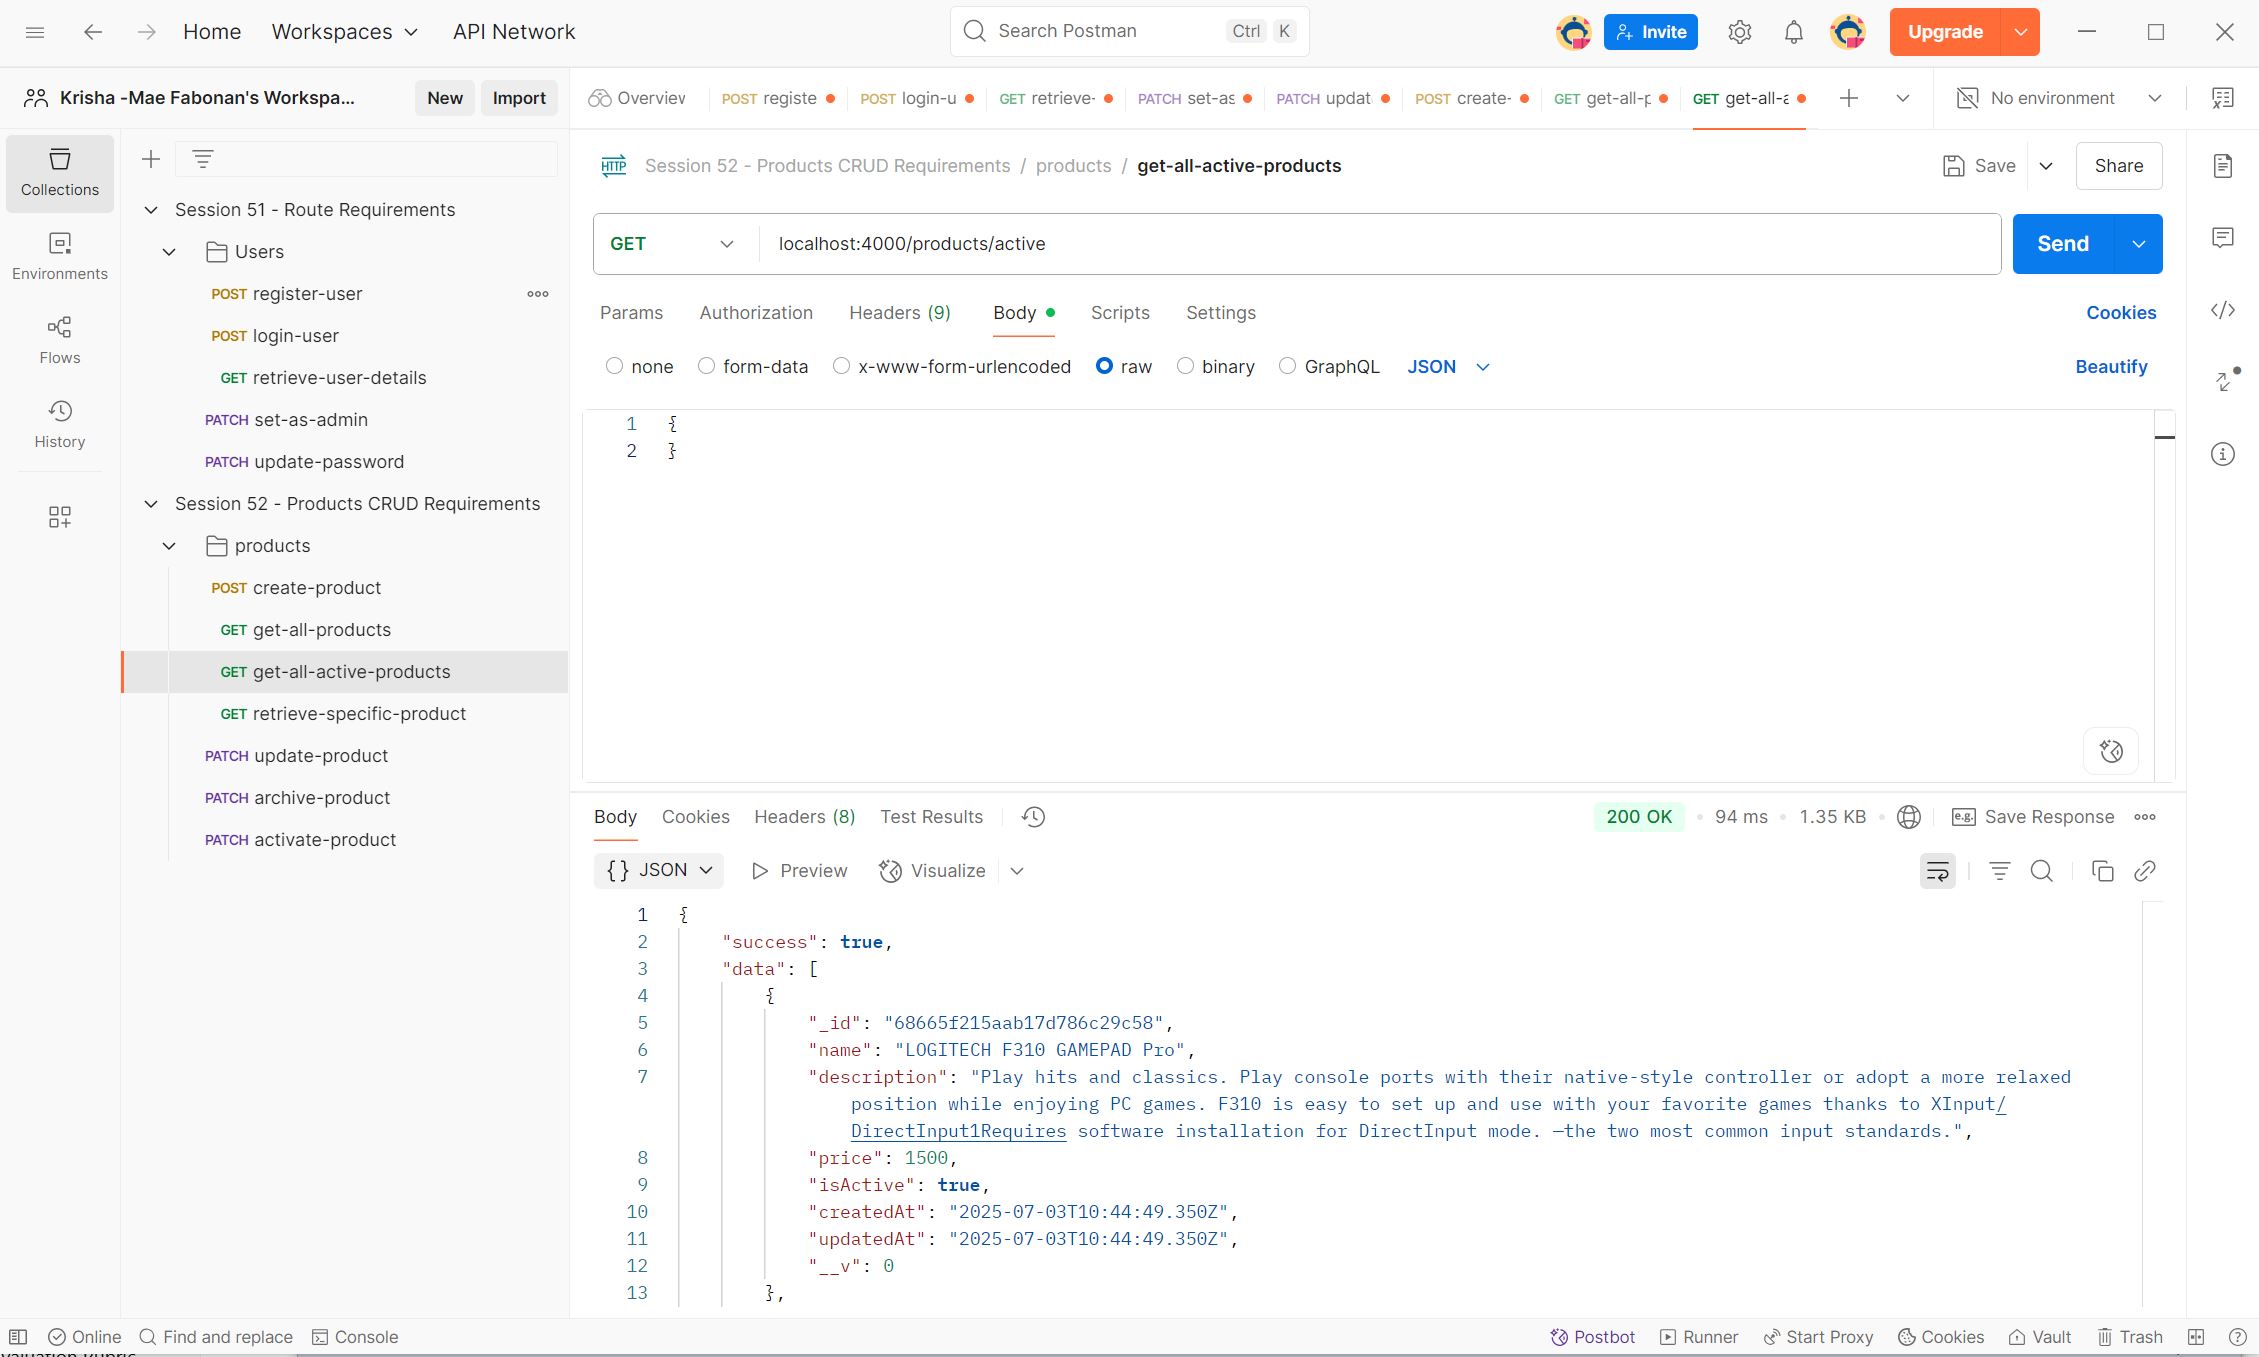 Home Workspaces API Network Search Postman Ctrl K Invite Upgrade
Krisha -Mae Fabonan's Workspa... New Import
Overview POST registe POST login-u GET retrieve- PATCH set-as PATCH updat POST create- GET get-all-p GET get-all-a No environment
Collections
Environments
Flows
History
Session 51 - Route Requirements
Users
POST register-user
POST login-user
GET retrieve-user-details
PATCH set-as-admin
PATCH update-password
Session 52 - Products CRUD Requirements
products
POST create-product
GET get-all-products
GET get-all-active-products
GET retrieve-specific-product
PATCH update-product
PATCH archive-product
PATCH activate-product
HTTP Session 52 - Products CRUD Requirements / products / get-all-active-products Save Share
GET localhost:4000/products/active Send
Params Authorization Headers (9) Body Scripts Settings Cookies
none form-data x-www-form-urlencoded raw binary GraphQL JSON Beautify
1 {
2 }
Body Cookies Headers (8) Test Results 200 OK • 94 ms • 1.35 KB • e.g. Save Response
{} JSON Preview Visualize
1 {
2 "success": true,
3 "data": [
4 {
5 "_id": "68665f215aab17d786c29c58",
6 "name": "LOGITECH F310 GAMEPAD Pro",
7 "description": "Play hits and classics. Play console ports with their native-style controller or adopt a more relaxed
position while enjoying PC games. F310 is easy to set up and use with your favorite games thanks to XInput/
DirectInput1Requires software installation for DirectInput mode. —the two most common input standards.",
8 "price": 1500,
9 "isActive": true,
10 "createdAt": "2025-07-03T10:44:49.350Z",
11 "updatedAt": "2025-07-03T10:44:49.350Z",
12 "__v": 0
13 },
Online Find and replace Console Postbot Runner Start Proxy Cookies Vault Trash